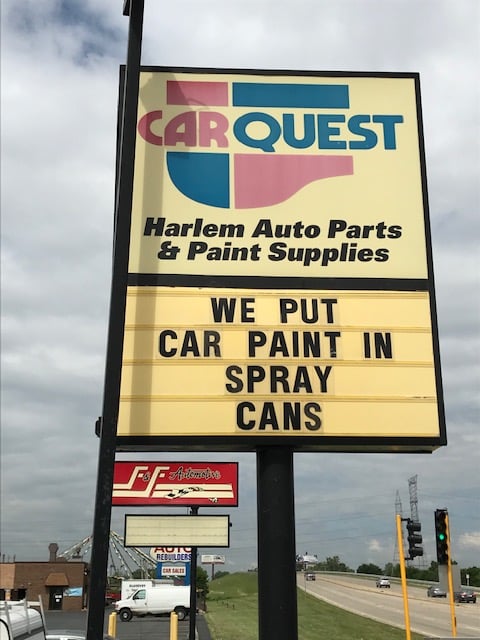 CARQUEST
Harlem Auto Parts
& Paint Supplies
WE PUT
CAR PAINT IN
SPRAY
CANS
F&F Automotive
AUTO
REBUILDERS
CAR SALES